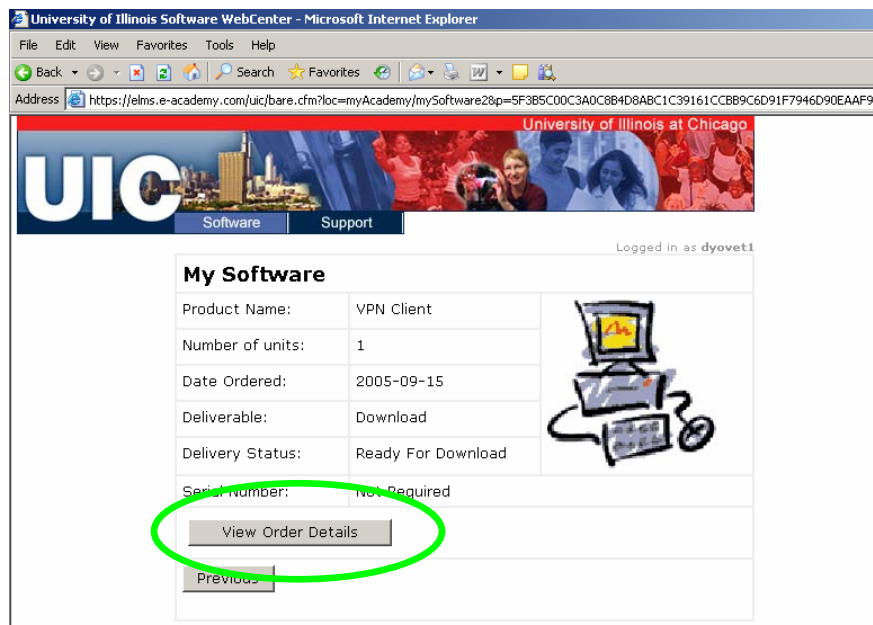 University of Illinois Software WebCenter - Microsoft Internet Explorer
File Edit View Favorites Tools Help
Back Search Favorites
Address https://elms.e-academy.com/uic/bare.cfm?loc=myAcademy/mySoftware2&p=5F3B5C00C3A0C8B4D8ABC1C39161CCBB9C6D91F7946D90EAAF9
University of Illinois at Chicago
UIC
Software Support
Logged in as dyovet1
My Software
Product Name: VPN Client
Number of units: 1
Date Ordered: 2005-09-15
Deliverable: Download
Delivery Status: Ready For Download
Serial Number: Not Required
View Order Details
Previous